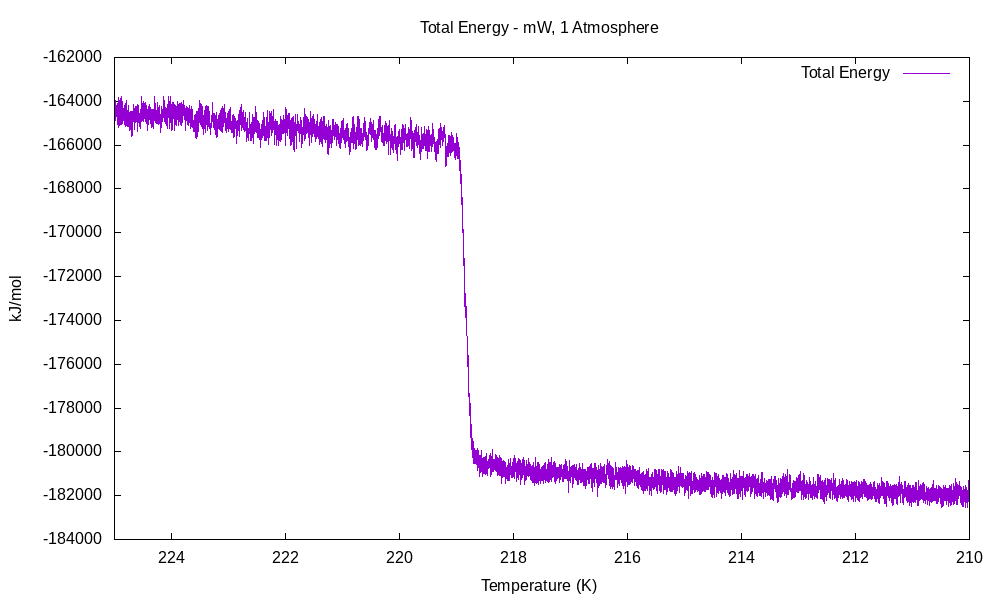 Total Energy - mW, 1 Atmosphere
Total Energy
-162000
-164000
-166000
-168000
-170000
-172000
-174000
-176000
-178000
-180000
-182000
-184000
kJ/mol
224 222 220 218 216 214 212 210
Temperature (K)